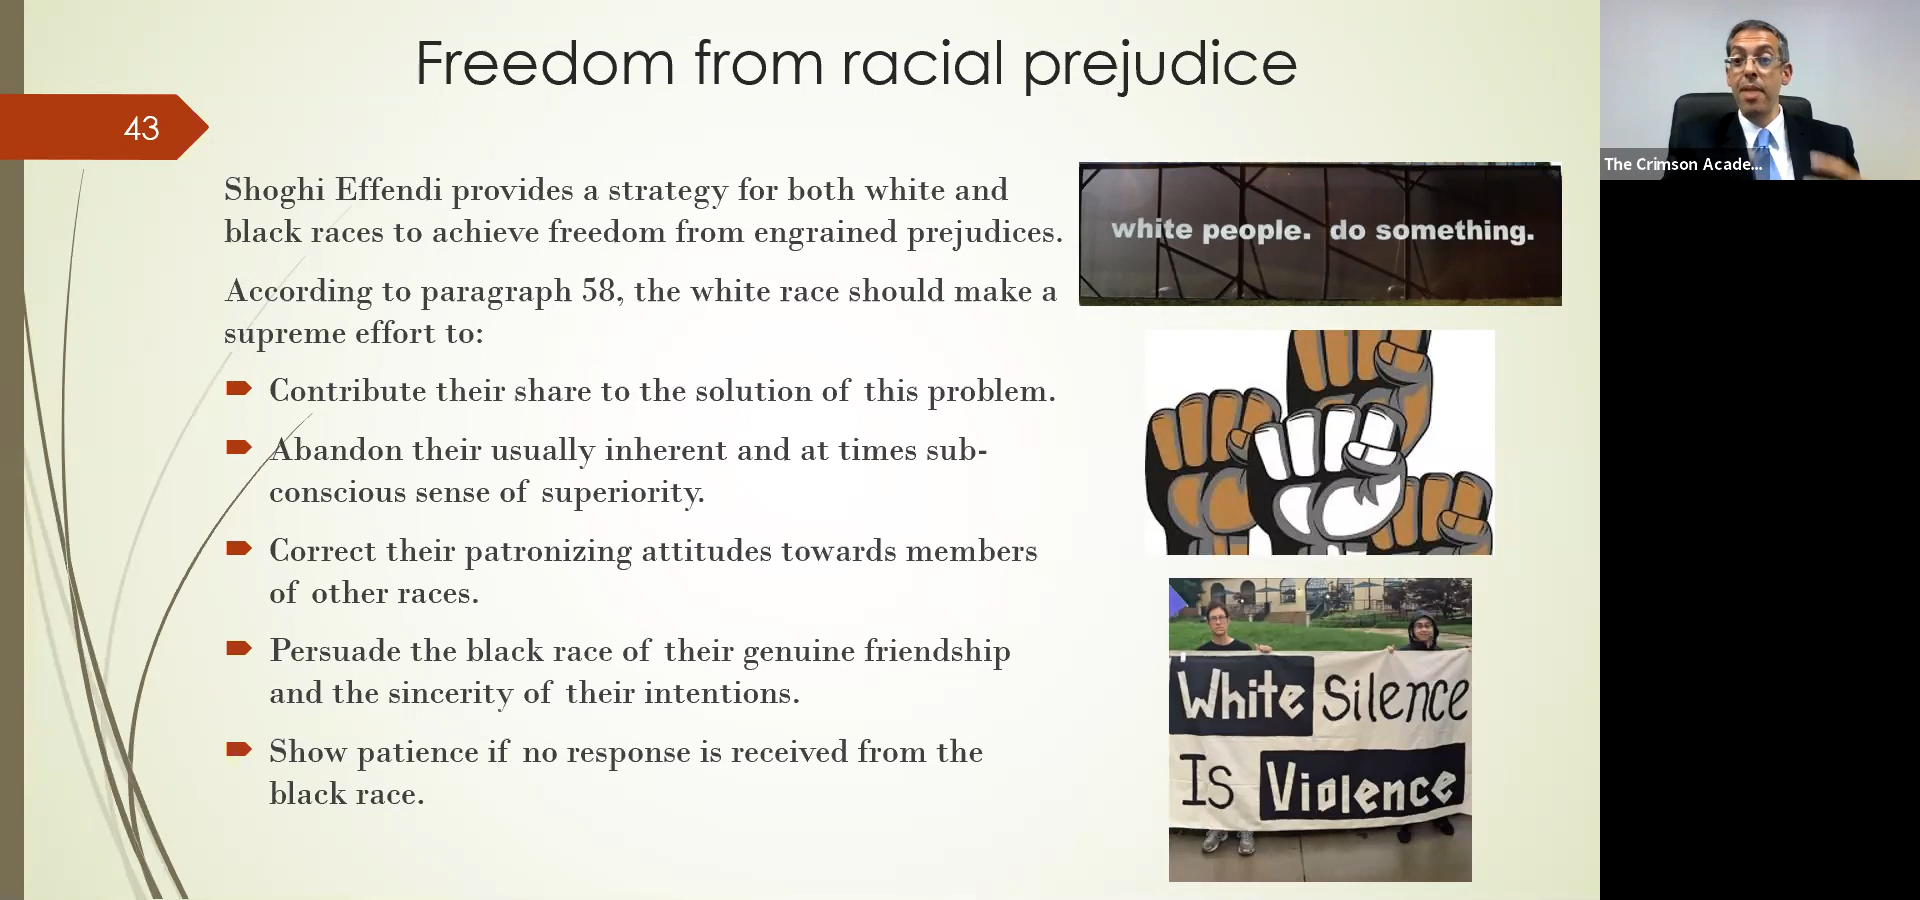 Freedom from racial prejudice
43
Shoghi Effendi provides a strategy for both white and
black races to achieve freedom from engrained prejudices.
According to paragraph 58, the white race should make a
supreme effort to:
Contribute their share to the solution of this problem.
Abandon their usually inherent and at times sub-
conscious sense of superiority.
Correct their patronizing attitudes towards members
of other races.
Persuade the black race of their genuine friendship
and the sincerity of their intentions.
Show patience if no response is received from the
black race.
white people. do something.
White Silence
Is Violence
The Crimson Acade...